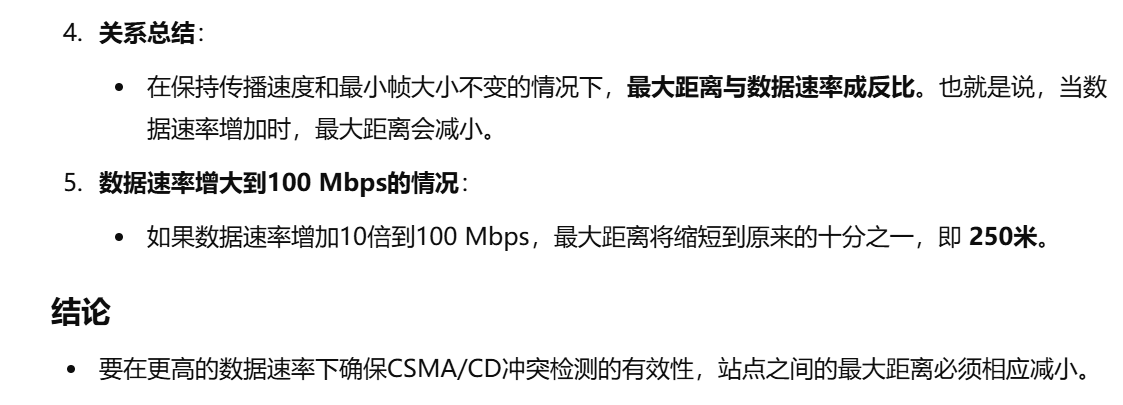 4. 关系总结：
• 在保持传播速度和最小帧大小不变的情况下，最大距离与数据速率成反比。也就是说，当数
据速率增加时，最大距离会减小。
5. 数据速率增大到100 Mbps的情况：
• 如果数据速率增加10倍到100 Mbps，最大距离将缩短到原来的十分之一，即 250米。
结论
• 要在更高的数据速率下确保CSMA/CD冲突检测的有效性，站点之间的最大距离必须相应减小。